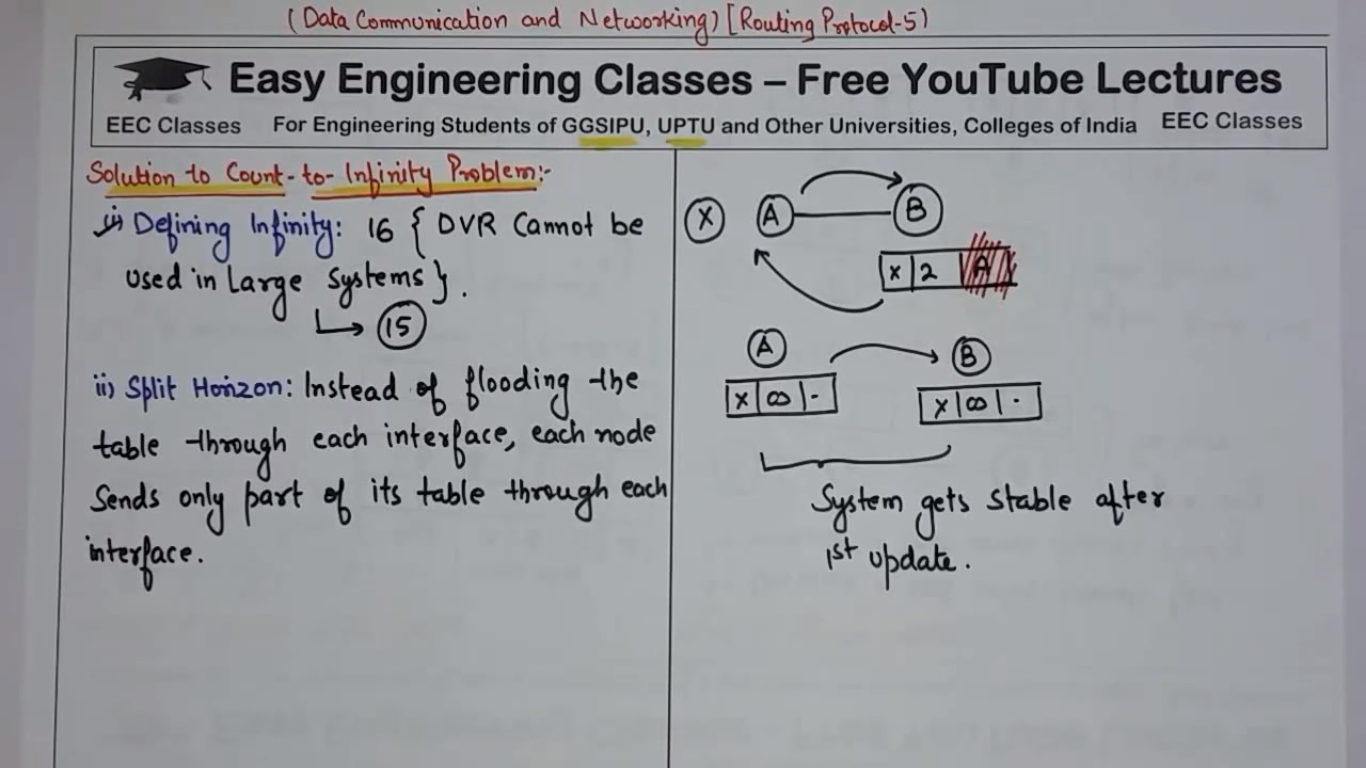 (Data Communication and Networking) [Routing Protocol-5)
Easy Engineering Classes – Free YouTube Lectures
EEC Classes For Engineering Students of GGSIPU, UPTU and Other Universities, Colleges of India EEC Classes
Solution to Count-to-Infinity Problem:-
i) Defining Infinity: 16 { DVR Cannot be
used in Large Systems}.
15
ii) Split Horizon: Instead of flooding the
table through each interface, each node
Sends only part of its table through each
interface.
X A B
X 2 A
A B
X ∞ -
X ∞ ·
System gets stable after
1st update.